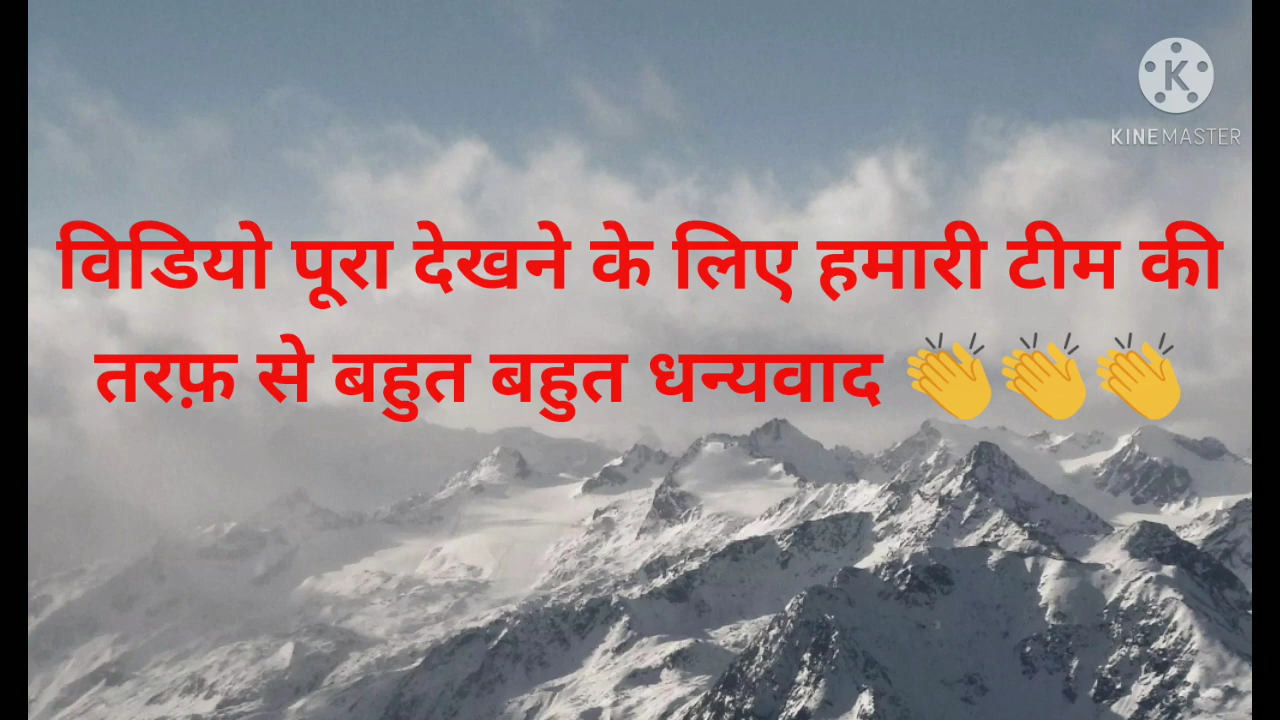 KINEMASTER
विडियो पूरा देखने के लिए हमारी टीम की
तरफ़ से बहुत बहुत धन्यवाद 👏👏👏